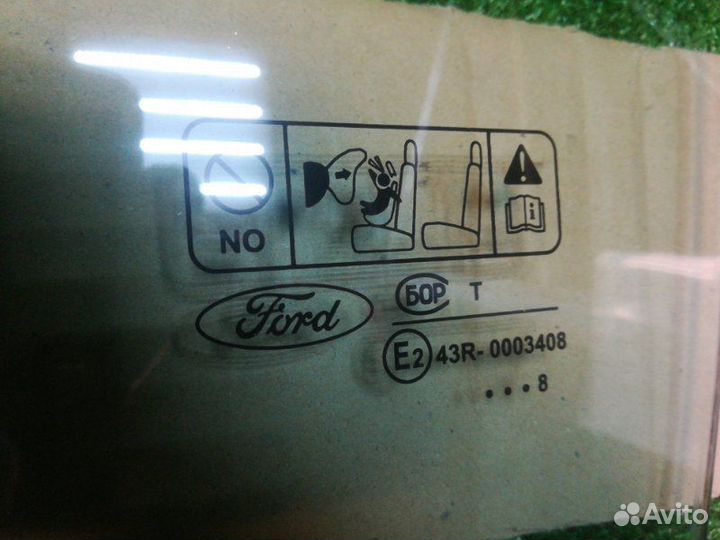 NO
i
Ford
БОР T
E2 43R-0003408
...8
Avito